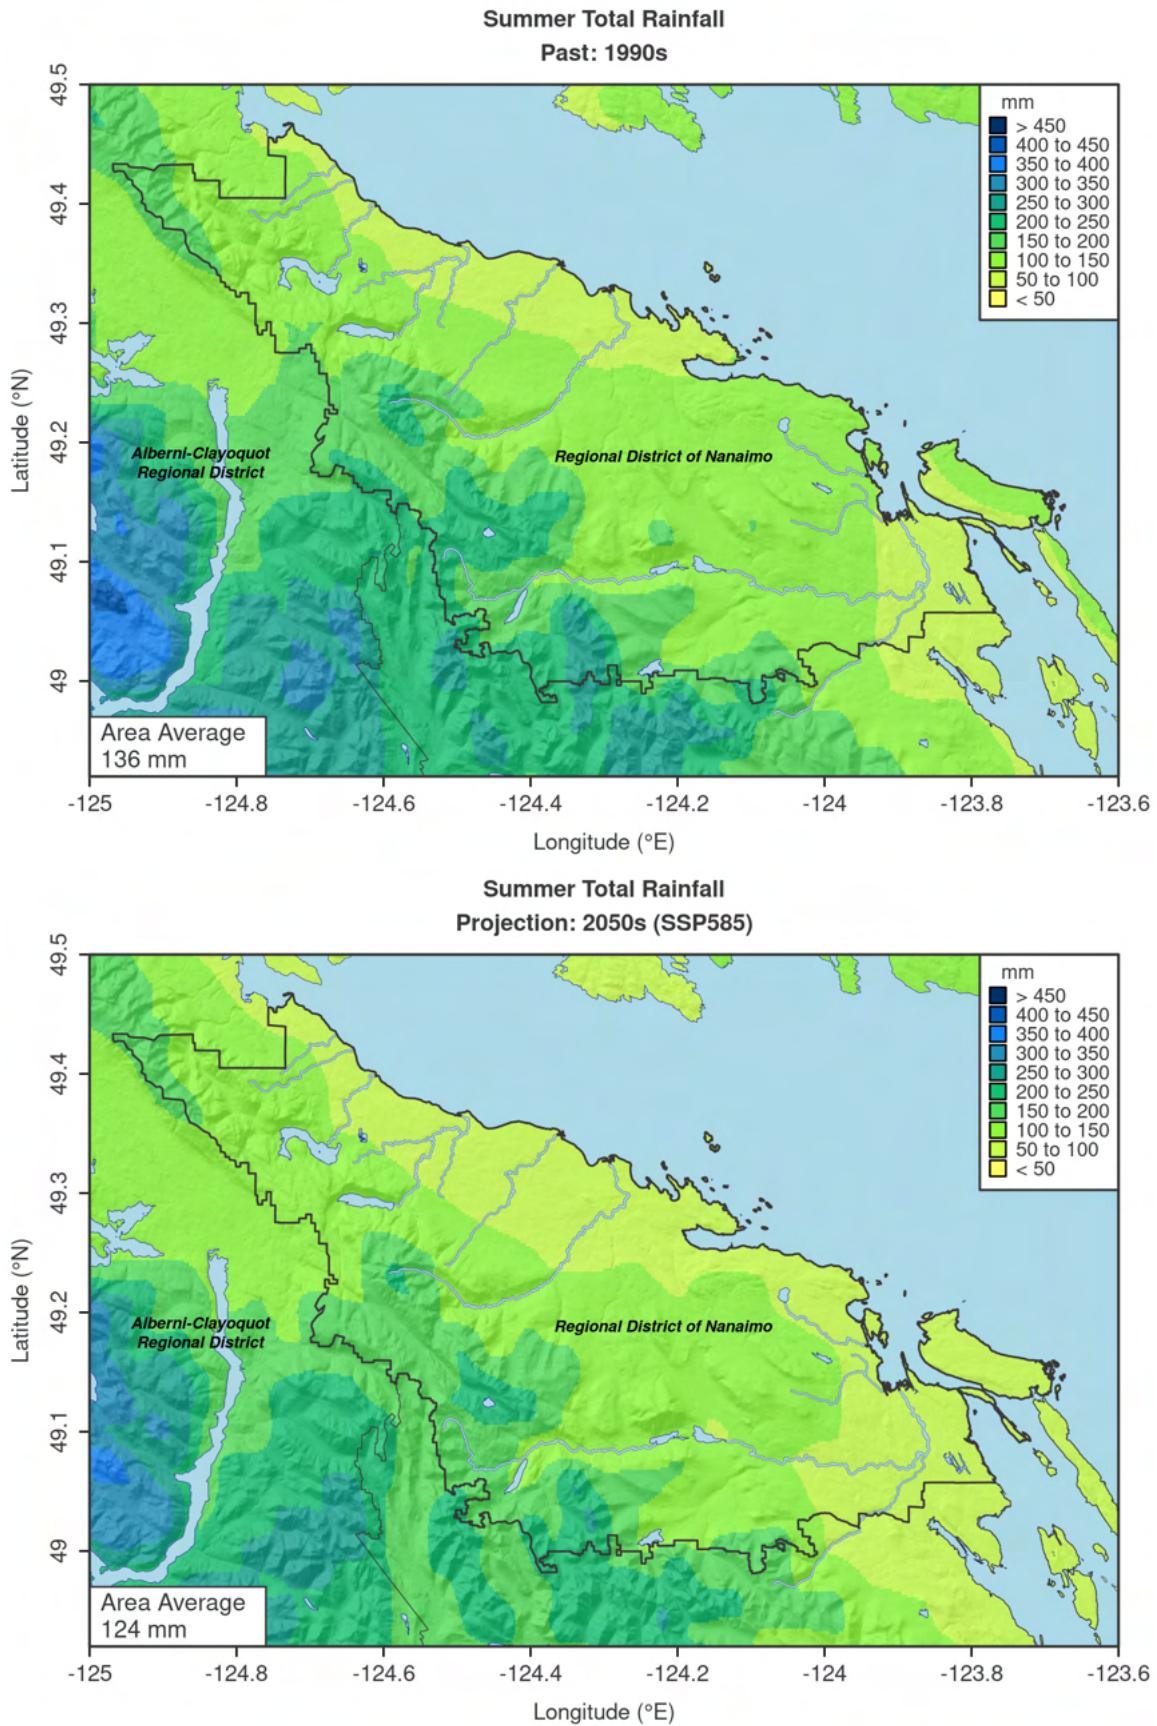 Summer Total Rainfall
Past: 1990s
49.5
49.4
49.3
49.2
49.1
49
Latitude (°N)
mm
> 450
400 to 450
350 to 400
300 to 350
250 to 300
200 to 250
150 to 200
100 to 150
50 to 100
< 50
Alberni-Clayoquot
Regional District
Regional District of Nanaimo
Area Average
136 mm
-125
-124.8
-124.6
-124.4
-124.2
-124
-123.8
-123.6
Longitude (°E)
Summer Total Rainfall
Projection: 2050s (SSP585)
49.5
49.4
49.3
49.2
49.1
49
Latitude (°N)
mm
> 450
400 to 450
350 to 400
300 to 350
250 to 300
200 to 250
150 to 200
100 to 150
50 to 100
< 50
Alberni-Clayoquot
Regional District
Regional District of Nanaimo
Area Average
124 mm
-125
-124.8
-124.6
-124.4
-124.2
-124
-123.8
-123.6
Longitude (°E)